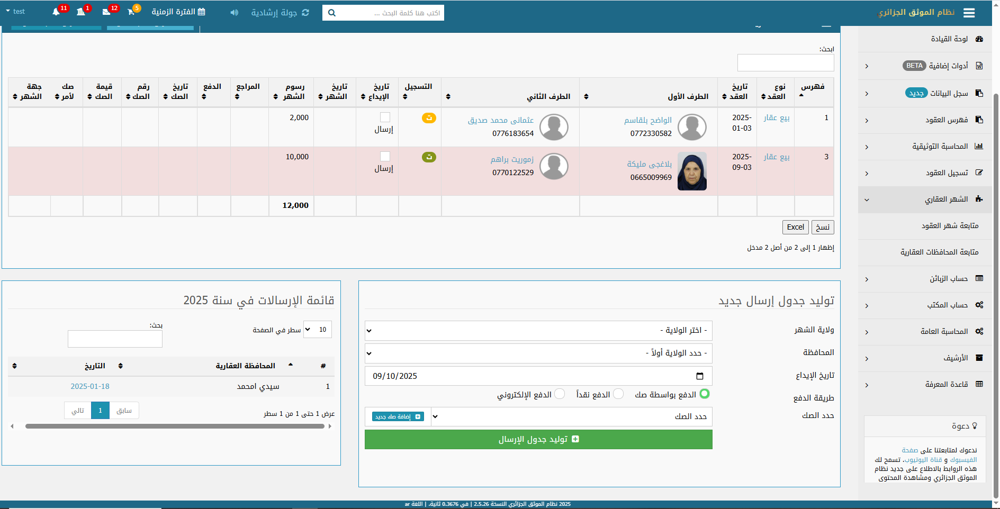 نظام الموثق الجزائري
اكتب هنا كلمة البحث ...
جولة إرشادية
الفترة الزمنية
5
12
1
11
test
لوحة القيادة
أدوات إضافية BETA
سجل البيانات جديد
فهرس العقود
المحاسبة التوثيقية
تسجيل العقود
الشهر العقاري
متابعة شهر العقود
متابعة المحافظات العقارية
حساب الزبائن
حساب المكتب
المحاسبة العامة
الأرشيف
قاعدة المعرفة
دعوة
ندعوك لمتابعتنا على صفحة
الفيسبوك و قناة اليوتيوب. تسمح لك
هذه الروابط بالاطلاع على جديد نظام
الموثق الجزائري ومشاهدة المحتوى
ابحث:
فهرس نوع العقد تاريخ العقد الطرف الأول الطرف الثاني التسجيل تاريخ الإيداع تاريخ الشهر رسوم الشهر المراجع الدفع تاريخ الصك رقم الصك قيمة الصك صك لأمر جهة الشهر
1 بيع عقار 2025-01-03 الواضح بلقاسم 0772330582 عثماني محمد صديق 0776183654 ت إرسال 2,000
3 بيع عقار 2025-09-03 بلاغجي مليكة 0665009969 زموريت براهم 0770122529 ت إرسال 10,000
12,000
نسخ Excel
إظهار 1 إلى 2 من أصل 2 مدخل
توليد جدول إرسال جديد
ولاية الشهر - اختر الولاية -
المحافظة - حدد الولاية أولاً -
تاريخ الإيداع 09/10/2025
طريقة الدفع الدفع بواسطة صك الدفع نقداً الدفع الإلكتروني
حدد الصك حدد الصك إضافة صك جديد
توليد جدول الإرسال
قائمة الإرسالات في سنة 2025
10 سطر في الصفحة
بحث:
# المحافظة العقارية التاريخ
1 سيدي امحمد 2025-01-18
عرض 1 حتى 1 من 1 سطر
سابق 1 تالي
2025 نظام الموثق الجزائري النسخة 2.5.26 | في 0.3676 ثانية. | اللغة ar